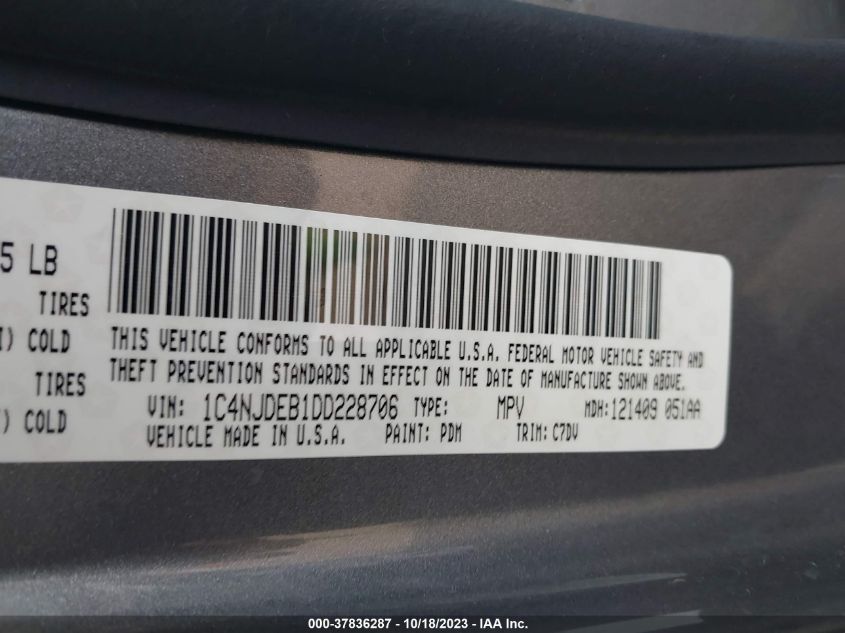 5 LB
TIRES
) COLD
TIRES
) COLD
THIS VEHICLE CONFORMS TO ALL APPLICABLE U.S.A. FEDERAL MOTOR VEHICLE SAFETY AND
THEFT PREVENTION STANDARDS IN EFFECT ON THE DATE OF MANUFACTURE SHOWN ABOVE.
VIN: 1C4NJDEB1DD228706 TYPE: MPV MDH:121409 051AA
VEHICLE MADE IN U.S.A. PAINT: PDM TRIM: C7DV
000-37836287 - 10/18/2023 - IAA Inc.